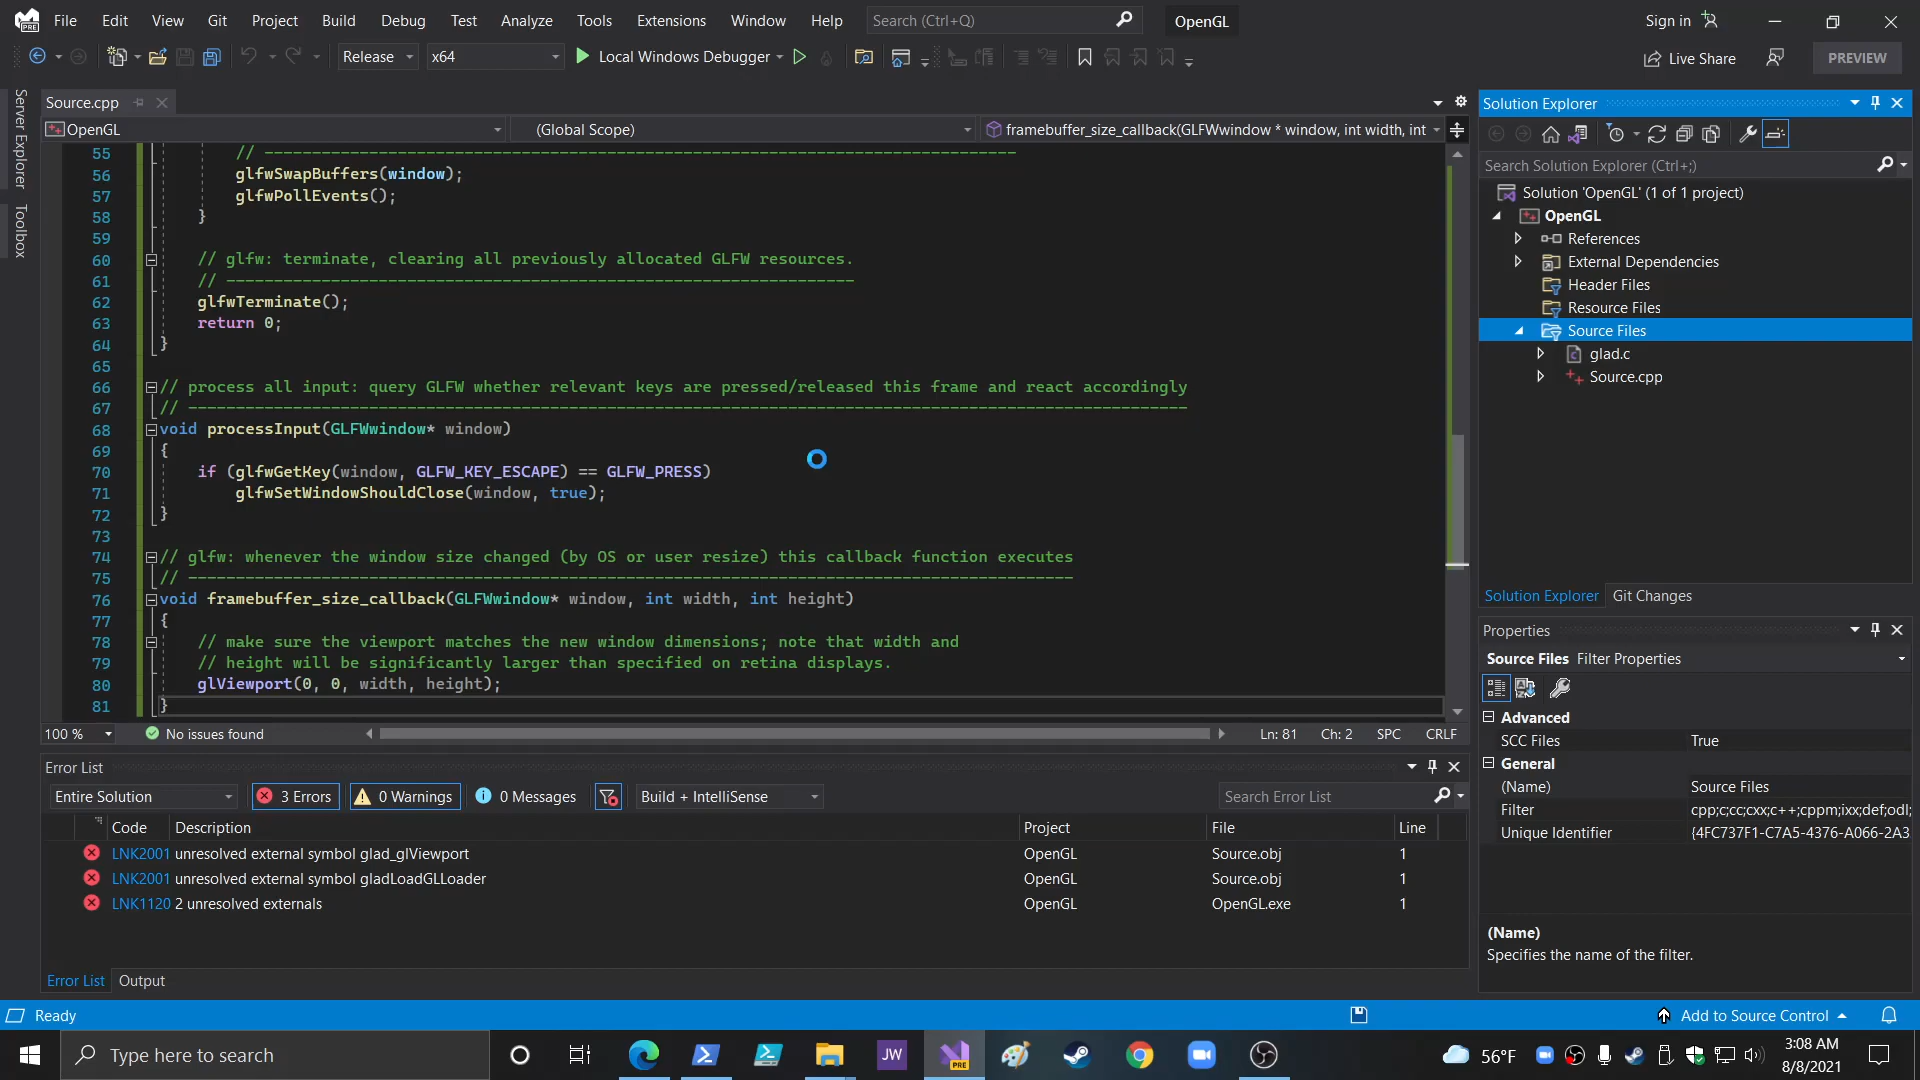 File Edit View Git Project Build Debug Test Analyze Tools Extensions Window Help Search (Ctrl+Q) OpenGL Sign in
Release x64 Local Windows Debugger Live Share PREVIEW
Server Explorer
Toolbox
Source.cpp
OpenGL (Global Scope) framebuffer_size_callback(GLFWwindow * window, int width, int
55 // -------------------------------------------------------------------------------
56 glfwSwapBuffers(window);
57 glfwPollEvents();
58 }
59
60 // glfw: terminate, clearing all previously allocated GLFW resources.
61 // ------------------------------------------------------------------
62 glfwTerminate();
63 return 0;
64 }
65
66 // process all input: query GLFW whether relevant keys are pressed/released this frame and react accordingly
67 // ---------------------------------------------------------------------------------------------------------
68 void processInput(GLFWwindow* window)
69 {
70 if (glfwGetKey(window, GLFW_KEY_ESCAPE) == GLFW_PRESS)
71 glfwSetWindowShouldClose(window, true);
72 }
73
74 // glfw: whenever the window size changed (by OS or user resize) this callback function executes
75 // ---------------------------------------------------------------------------------------------
76 void framebuffer_size_callback(GLFWwindow* window, int width, int height)
77 {
78 // make sure the viewport matches the new window dimensions; note that width and
79 // height will be significantly larger than specified on retina displays.
80 glViewport(0, 0, width, height);
81 }
100 % No issues found Ln: 81 Ch: 2 SPC CRLF
Error List
Entire Solution 3 Errors 0 Warnings 0 Messages Build + IntelliSense Search Error List
Code Description Project File Line
LNK2001 unresolved external symbol glad_glViewport OpenGL Source.obj 1
LNK2001 unresolved external symbol gladLoadGLLoader OpenGL Source.obj 1
LNK1120 2 unresolved externals OpenGL OpenGL.exe 1
Error List Output
Solution Explorer
Search Solution Explorer (Ctrl+;)
Solution 'OpenGL' (1 of 1 project)
OpenGL
References
External Dependencies
Header Files
Resource Files
Source Files
glad.c
Source.cpp
Solution Explorer Git Changes
Properties
Source Files Filter Properties
Advanced
SCC Files True
General
(Name) Source Files
Filter cpp;c;cc;cxx;c++;cppm;ixx;def;odl;
Unique Identifier {4FC737F1-C7A5-4376-A066-2A3
(Name)
Specifies the name of the filter.
Ready Add to Source Control
Type here to search JW PRE 56°F 3:08 AM
8/8/2021